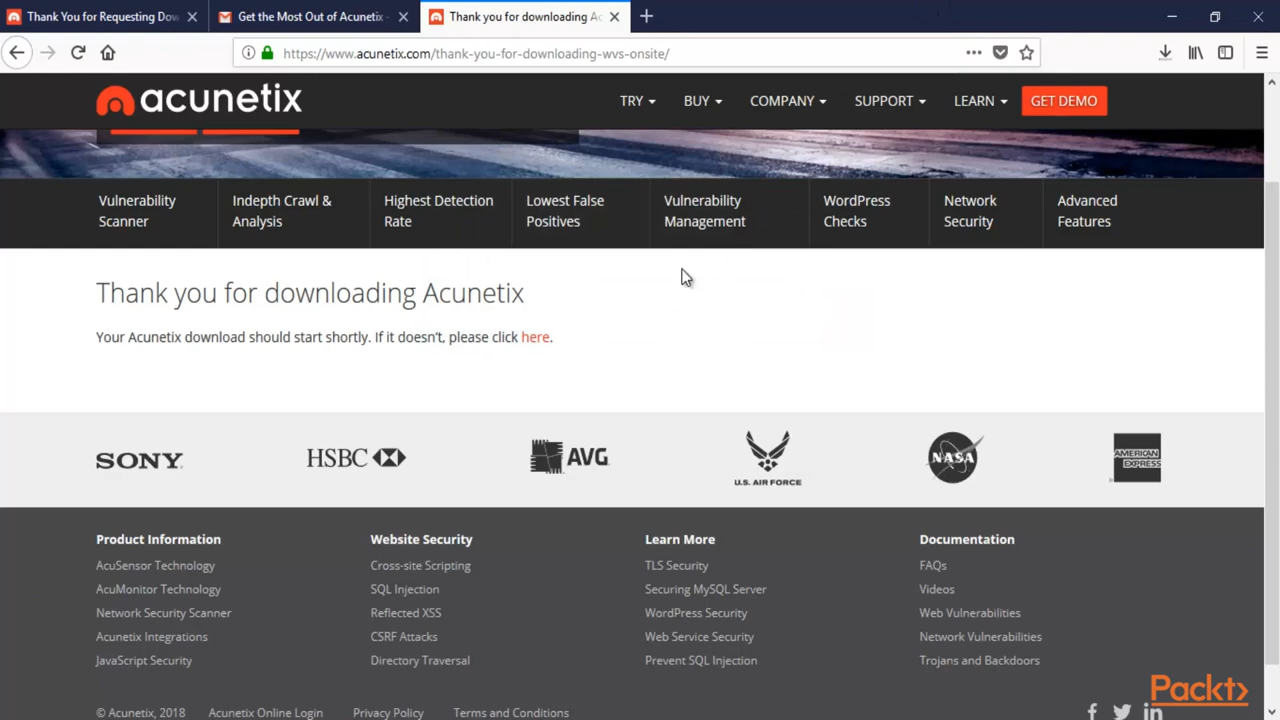 Thank You for Requesting Dow
Get the Most Out of Acunetix -
Thank you for downloading Ac
https://www.acunetix.com/thank-you-for-downloading-wvs-onsite/
acunetix
TRY
BUY
COMPANY
SUPPORT
LEARN
GET DEMO
Vulnerability
Scanner
Indepth Crawl &
Analysis
Highest Detection
Rate
Lowest False
Positives
Vulnerability
Management
WordPress
Checks
Network
Security
Advanced
Features
Thank you for downloading Acunetix
Your Acunetix download should start shortly. If it doesn't, please click here.
SONY
HSBC
AVG
U.S. AIR FORCE
NASA
AMERICAN
EXPRESS
Product Information
AcuSensor Technology
AcuMonitor Technology
Network Security Scanner
Acunetix Integrations
JavaScript Security
Website Security
Cross-site Scripting
SQL Injection
Reflected XSS
CSRF Attacks
Directory Traversal
Learn More
TLS Security
Securing MySQL Server
WordPress Security
Web Service Security
Prevent SQL Injection
Documentation
FAQs
Videos
Web Vulnerabilities
Network Vulnerabilities
Trojans and Backdoors
© Acunetix, 2018
Acunetix Online Login
Privacy Policy
Terms and Conditions
Packt>